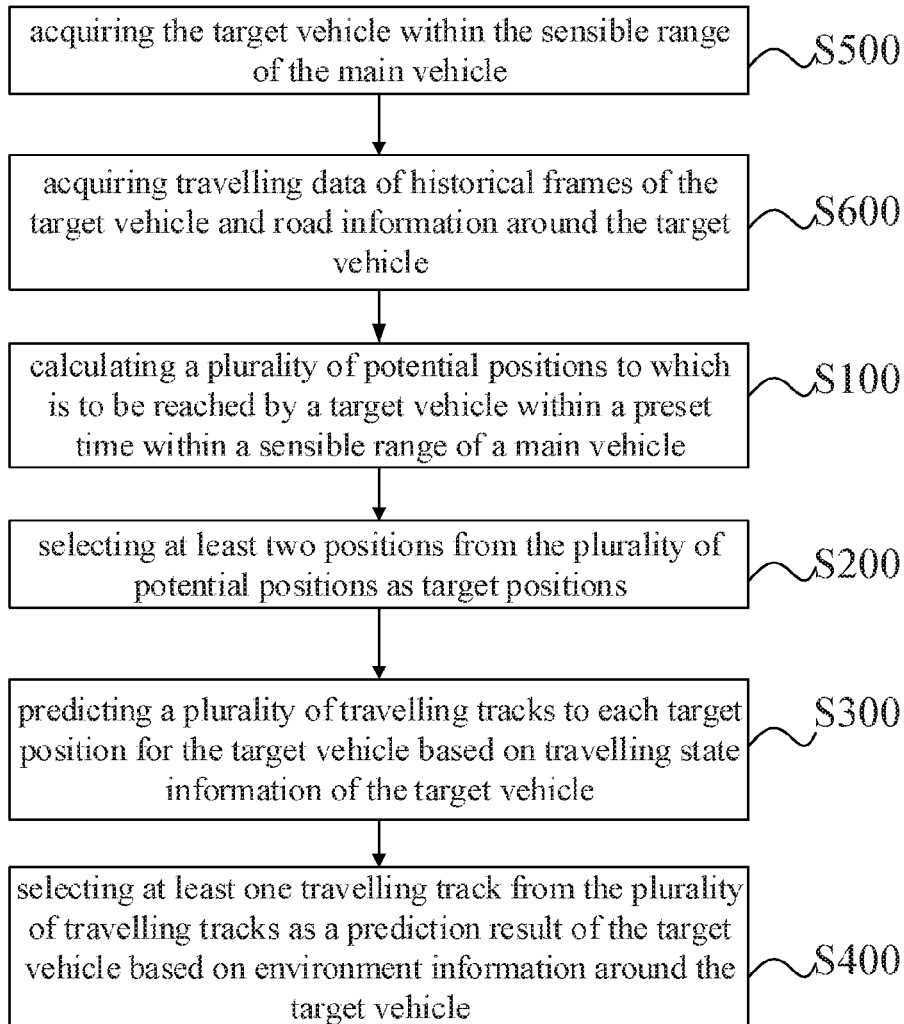 acquiring the target vehicle within the sensible range
of the main vehicle
S500
acquiring travelling data of historical frames of the
target vehicle and road information around the target
vehicle
S600
calculating a plurality of potential positions to which
is to be reached by a target vehicle within a preset
time within a sensible range of a main vehicle
S100
selecting at least two positions from the plurality of
potential positions as target positions
S200
predicting a plurality of travelling tracks to each target
position for the target vehicle based on travelling state
information of the target vehicle
S300
selecting at least one travelling track from the plurality
of travelling tracks as a prediction result of the target
vehicle based on environment information around the
target vehicle
S400